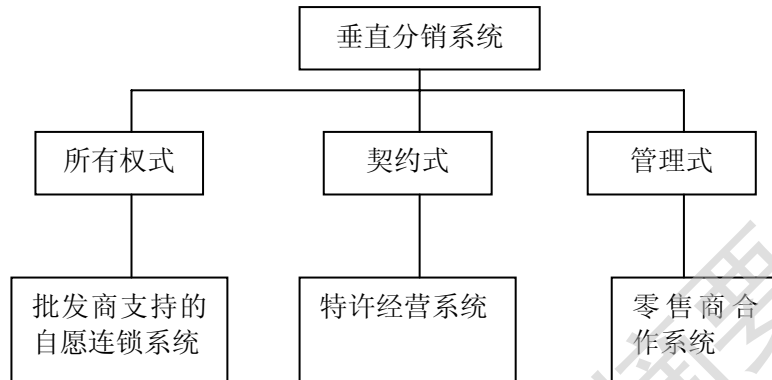 垂直分销系统
所有权式
契约式
管理式
批发商支持的
自愿连锁系统
特许经营系统
零售商合
作系统